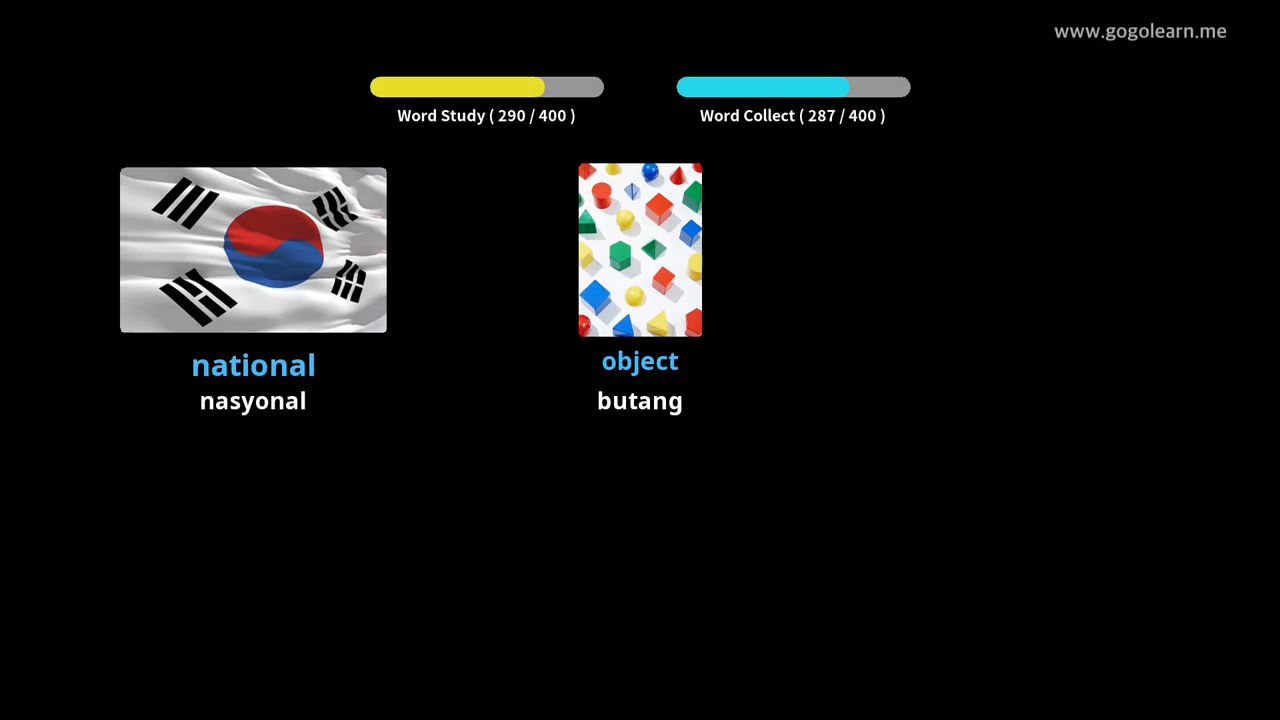 www.gogolearn.me
Word Study ( 290 / 400 )
Word Collect ( 287 / 400 )
national
nasyonal
object
butang